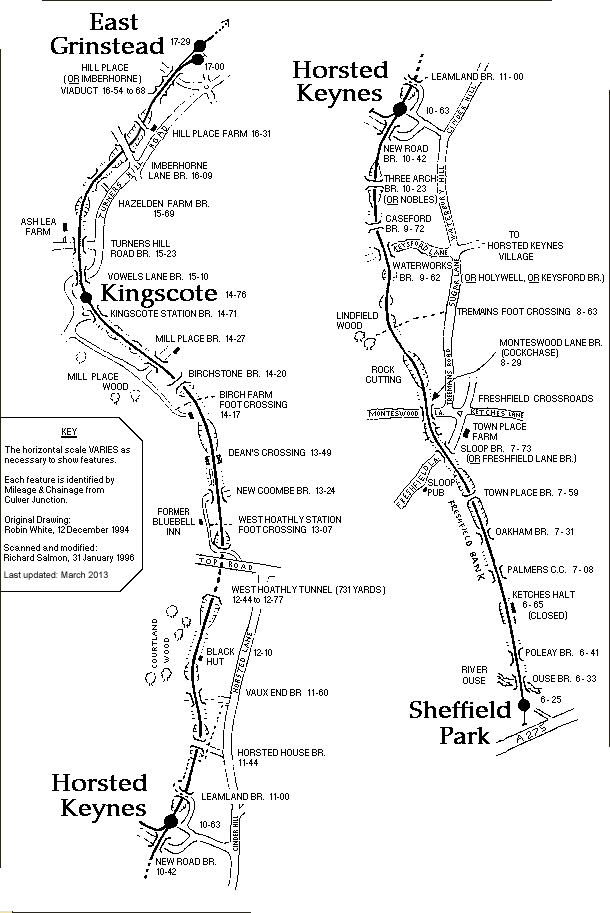 East
Grinstead
17-29
17-00
HILL PLACE
(OR IMBERHORNE)
VIADUCT 16-54 to 68
HILL PLACE FARM 16-31
TURNERS HILL ROAD
IMBERHORNE
LANE BR. 16-09
HAZELDEN FARM BR.
15-69
ASH LEA
FARM
TURNERS HILL
ROAD BR. 15-23
VOWELS LANE BR. 15-10
Kingscote 14-76
KINGSCOTE STATION BR. 14-71
MILL PLACE BR. 14-27
MILL PLACE
WOOD
BIRCHSTONE BR. 14-20
BIRCH FARM
FOOT CROSSING
14-17
DEAN'S CROSSING 13-49
NEW COOMBE BR. 13-24
FORMER
BLUEBELL
INN
WEST HOATHLY STATION
FOOT CROSSING 13-07
TOP ROAD
WEST HOATHLY TUNNEL (731 YARDS)
12-44 to 12-77
COURTLAND
WOOD
BLACK
HUT
12-10
HORSTED LANE
VAUX END BR. 11-60
HORSTED HOUSE BR.
11-44
Horsted
Keynes
LEAMLAND BR. 11-00
10-63
CINDER HILL
NEW ROAD BR.
10-42
KEY
The horizontal scale VARIES as
necessary to show features.
Each feature is identified by
Mileage & Chainage from
Culver Junction.
Original Drawing:
Robin White, 12 December 1994
Scanned and modified:
Richard Salmon, 31 January 1996
Last updated: March 2013
Horsted
Keynes
LEAMLAND BR. 11-00
10-63
CINDER HILL
NEW ROAD
BR. 10-42
THREE ARCH
BR. 10-23
(OR NOBLES)
CASEFORD
BR. 9-72
KEYSFORD LANE
TO
HORSTED KEYNES
VILLAGE
WATERWORKS
BR. 9-62
(OR HOLYWELL, OR KEYSFORD BR.)
SUGAR LANE
LINDFIELD
WOOD
TREMAINS FOOT CROSSING 8-63
TREMAINS ROAD
MONTESWOOD LANE BR.
(COCKCHASE)
8-29
ROCK
CUTTING
FRESHFIELD CROSSROADS
MONTESWOOD LA.
KETCHES LANE
TOWN PLACE
FARM
SLOOP BR. 7-73
(OR FRESHFIELD LANE BR.)
FRESHFIELD LA.
SLOOP
PUB
TOWN PLACE BR. 7-59
FRESHFIELD BANK
OAKHAM BR. 7-31
PALMERS C.C. 7-08
KETCHES HALT
6-65
(CLOSED)
POLEAY BR. 6-41
RIVER
OUSE
OUSE BR. 6-33
6-25
Sheffield
Park
A 275